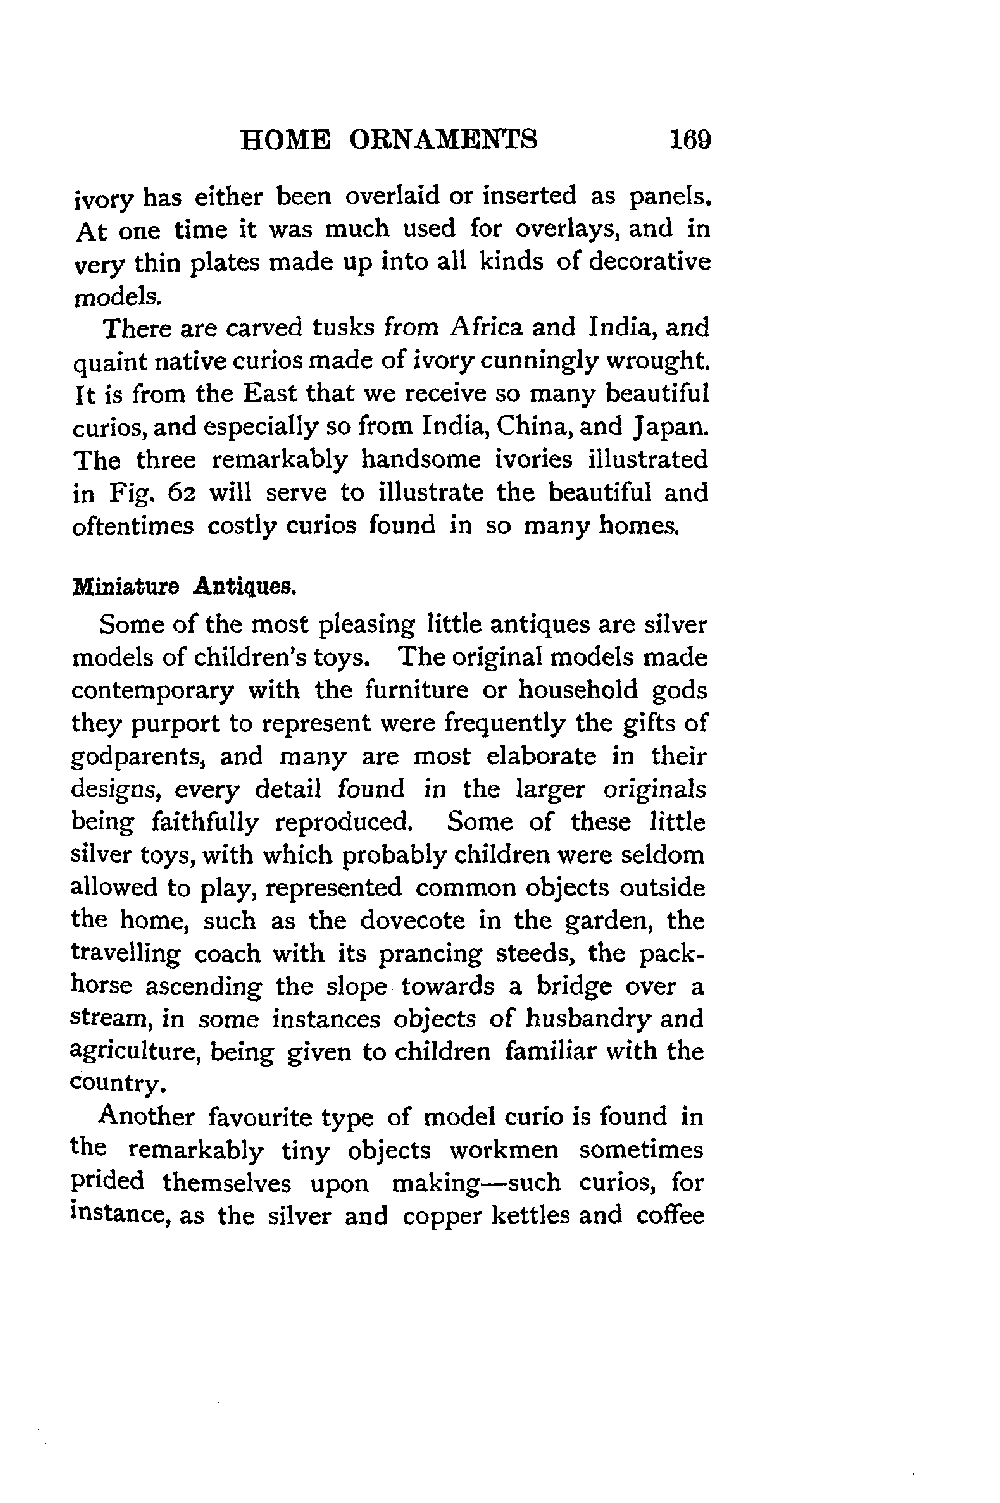 HOME ORNAMENTS 169
ivory has either been overlaid or inserted as panels.
At one time it was much used for overlays, and in
very thin plates made up into all kinds of decorative
models.
There are carved tusks from Africa and India, and
quaint native curios made of ivory cunningly wrought.
It is from the East that we receive so many beautiful
curios, and especially so from India, China, and Japan.
The three remarkably handsome ivories illustrated
in Fig. 62 will serve to illustrate the beautiful and
oftentimes costly curios found in so many homes.
Miniature Antiques.
Some of the most pleasing little antiques are silver
models of children's toys. The original models made
contemporary with the furniture or household gods
they purport to represent were frequently the gifts of
godparents, and many are most elaborate in their
designs, every detail found in the larger originals
being faithfully reproduced. Some of these little
silver toys, with which probably children were seldom
allowed to play, represented common objects outside
the home, such as the dovecote in the garden, the
travelling coach with its prancing steeds, the pack-
horse ascending the slope towards a bridge over a
stream, in some instances objects of husbandry and
agriculture, being given to children familiar with the
country.
Another favourite type of model curio is found in
the remarkably tiny objects workmen sometimes
prided themselves upon making—such curios, for
instance, as the silver and copper kettles and coffee